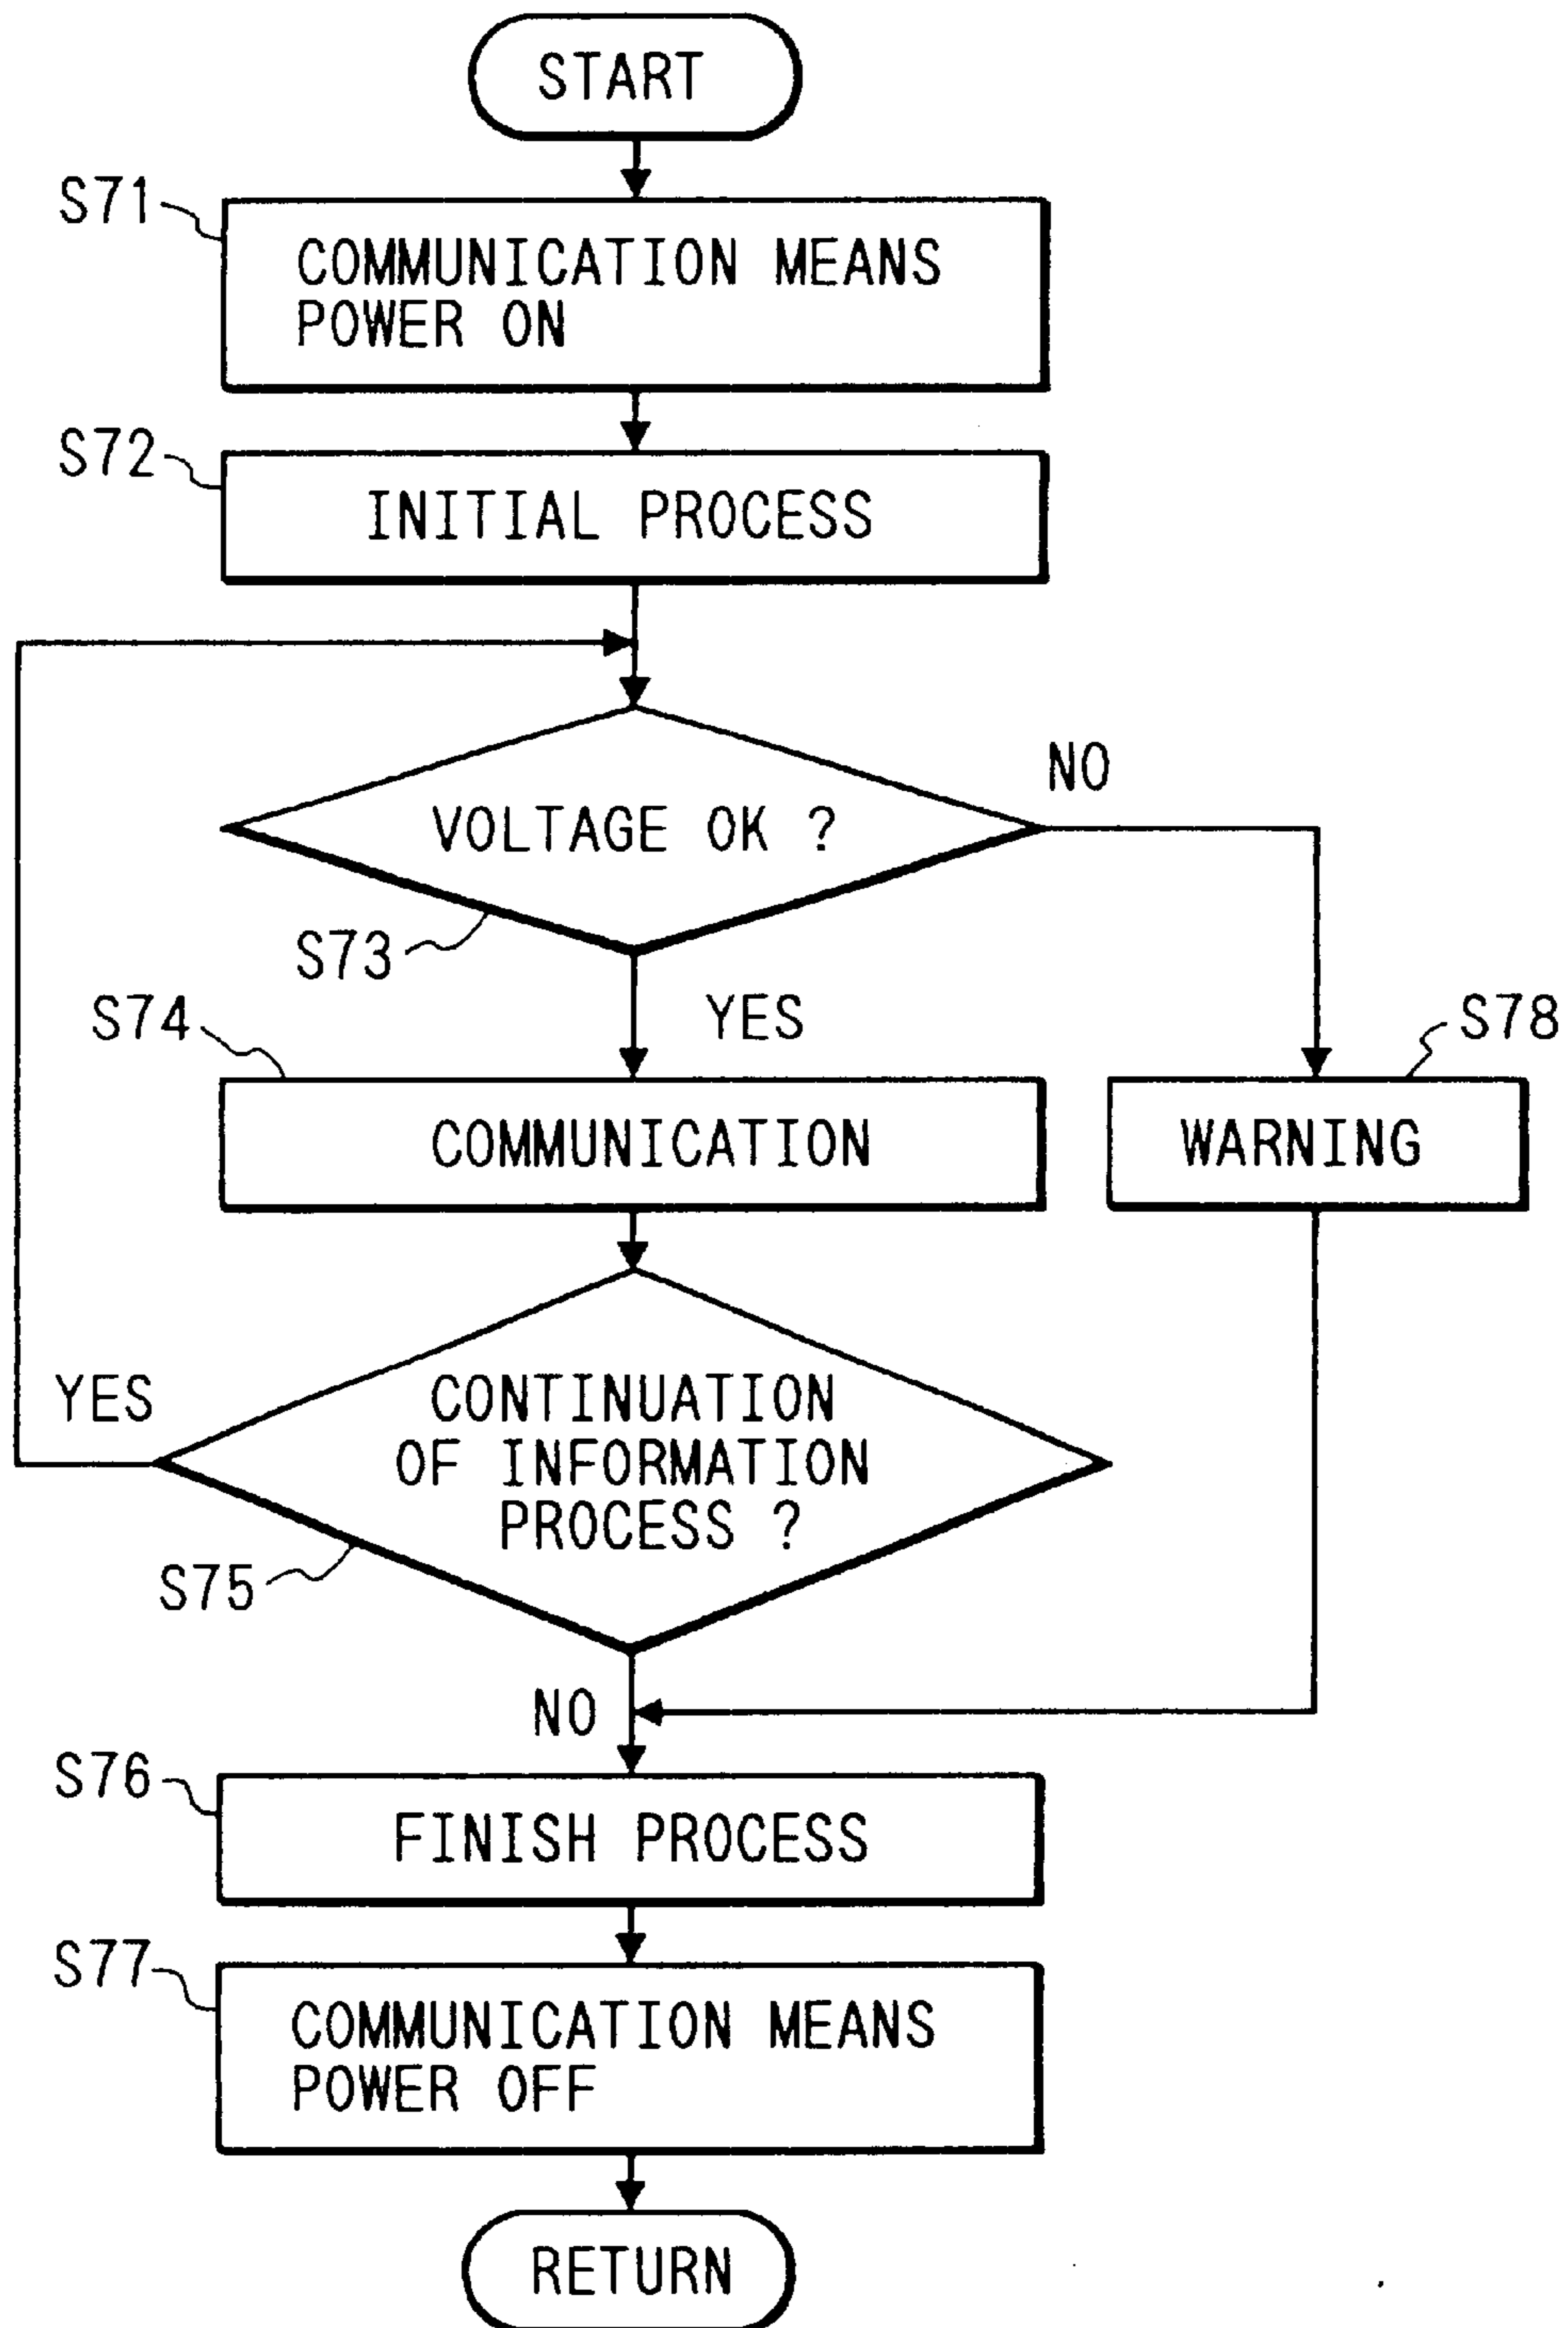 START
S71
COMMUNICATION MEANS
POWER ON
S72
INITIAL PROCESS
VOLTAGE OK ?
NO
S73
YES
S74
COMMUNICATION
S78
WARNING
YES
CONTINUATION
OF INFORMATION
PROCESS ?
S75
NO
S76
FINISH PROCESS
S77
COMMUNICATION MEANS
POWER OFF
RETURN